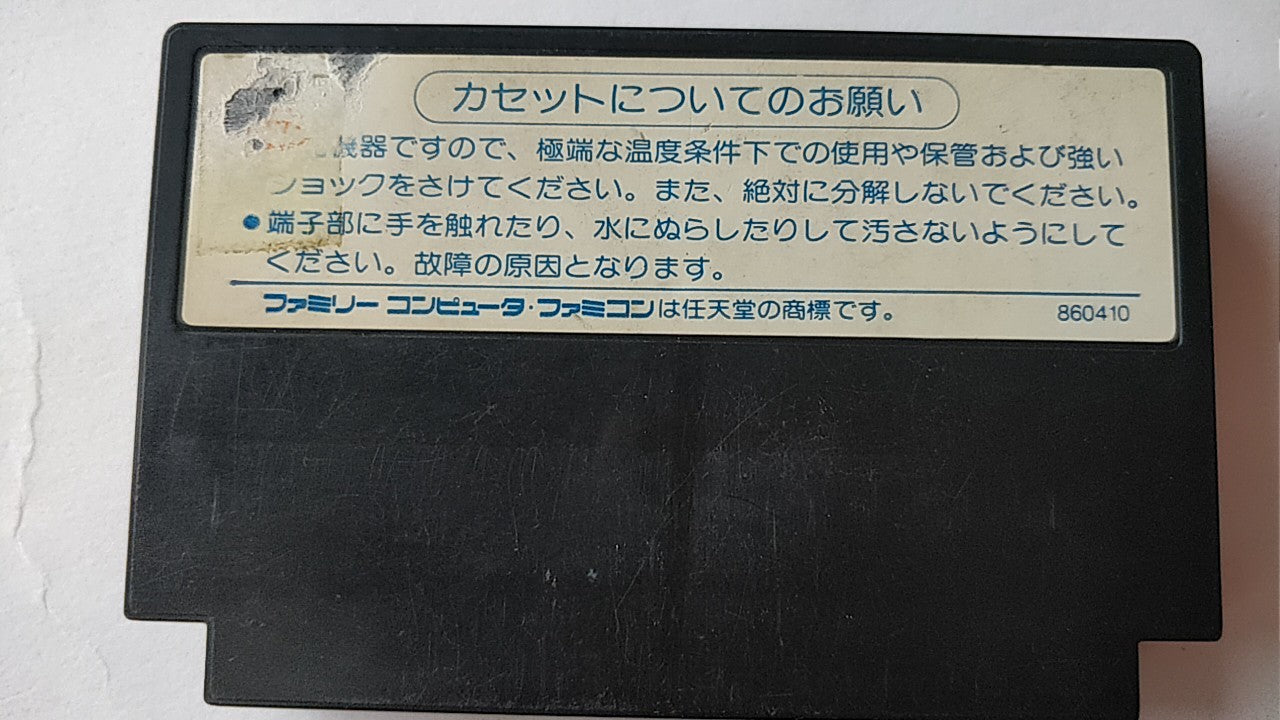 カセットについてのお願い
機器ですので、極端な温度条件下での使用や保管および強い
ショックをさけてください。また、絶対に分解しないでください。
●端子部に手を触れたり、水にぬらしたりして汚さないようにして
ください。故障の原因となります。
ファミリー コンピュータ・ファミコンは任天堂の商標です。
860410